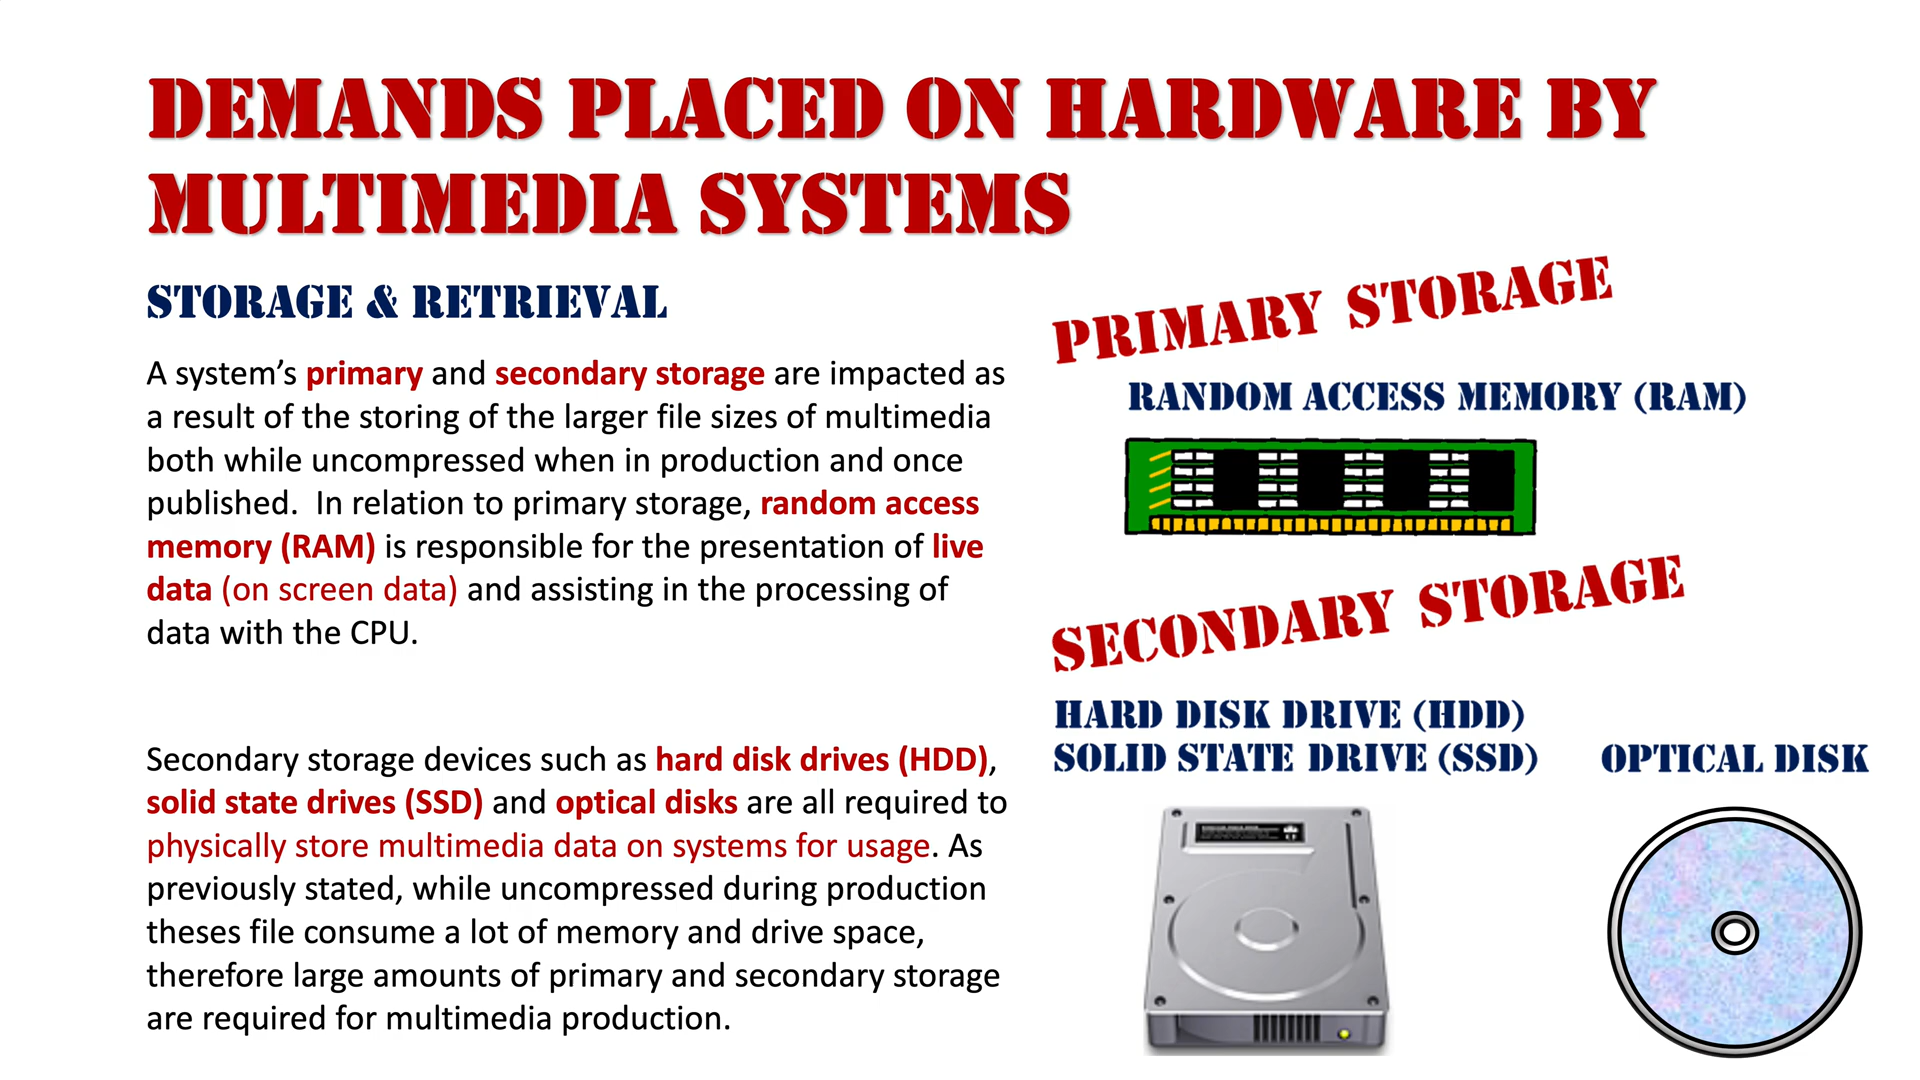 DEMANDS PLACED ON HARDWARE BY
MULTIMEDIA SYSTEMS
STORAGE & RETRIEVAL
A system’s primary and secondary storage are impacted as
a result of the storing of the larger file sizes of multimedia
both while uncompressed when in production and once
published.  In relation to primary storage, random access
memory (RAM) is responsible for the presentation of live
data (on screen data) and assisting in the processing of
data with the CPU.
Secondary storage devices such as hard disk drives (HDD),
solid state drives (SSD) and optical disks are all required to
physically store multimedia data on systems for usage. As
previously stated, while uncompressed during production
theses file consume a lot of memory and drive space,
therefore large amounts of primary and secondary storage
are required for multimedia production.
PRIMARY STORAGE
RANDOM ACCESS MEMORY (RAM)
SECONDARY STORAGE
HARD DISK DRIVE (HDD)
SOLID STATE DRIVE (SSD)
OPTICAL DISK